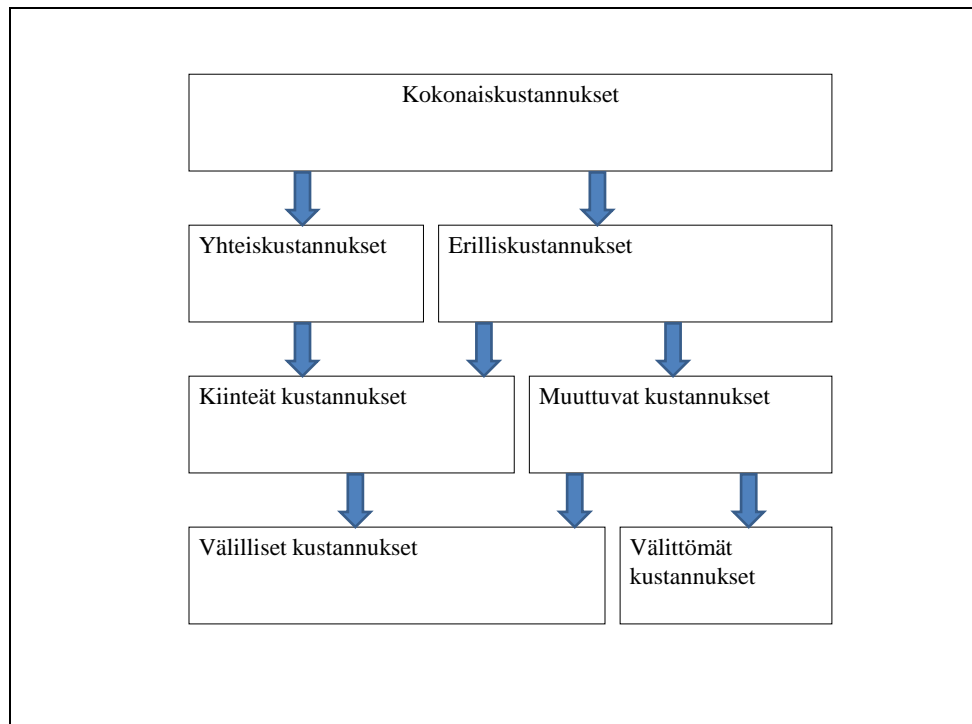 Kokonaiskustannukset
Yhteiskustannukset
Erilliskustannukset
Kiinteät kustannukset
Muuttuvat kustannukset
Välilliset kustannukset
Välittömät
kustannukset